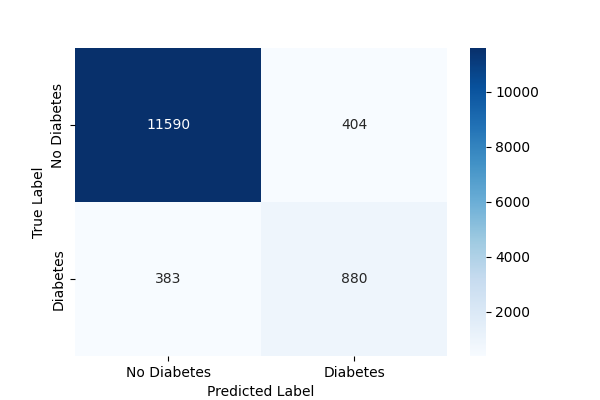 True Label
No Diabetes
Diabetes
11590
404
383
880
No Diabetes
Diabetes
Predicted Label
10000
8000
6000
4000
2000